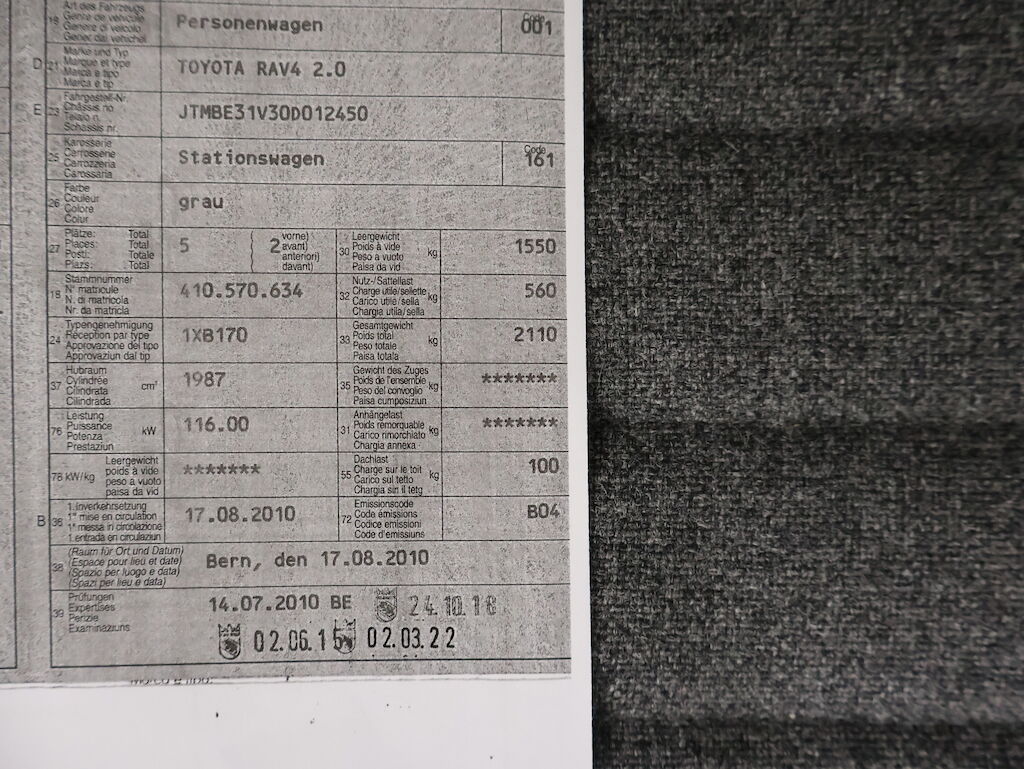 Art des Fahrzeugs
19 Genre de véhicule Personenwagen Code 001
Genere di veicolo
Gener dal vehichel
Marke und Typ
D 21 Marque et type TOYOTA RAV4 2.0
Marca e tipo
Marca e tip
Fahrgestell-Nr.
E 23 Châssis no JTMBE31V30D012450
Telaio n.
Schassis nr.
Karosserie
25 Carrosserie Stationswagen Code 161
Carrozzeria
Carossaria
Farbe
26 Couleur grau
Colore
Colur
Plätze: Total vorne) Leergewicht
27 Places: Total 5 ( 2 avant) 30 Poids à vide kg 1550
Posti: Totale anteriori) Peso a vuoto
Plazs: Total davant) Paisa da vid
Stammnummer Nutz-/Sattellast
18 N° matricule 410.570.634 32 Charge utile/sellette kg 560
N. di matricola Carico utile/sella
Nr. da matricla Chargia utila/sella
Typengenehmigung Gesamtgewicht
24 Réception par type 1XB170 33 Poids total kg 2110
Approvazione del tipo Peso totale
Approvaziun dal tip Paisa totala
Hubraum Gewicht des Zuges
37 Cylindrée cm³ 1987 35 Poids de l'ensemble kg *******
Cilindrata Peso del convoglio
Cilindrada Paisa cumposiziun
Leistung Anhängelast
76 Puissance kW 116.00 31 Poids remorquable kg *******
Potenza Carico rimorchiato
Prestaziun Chargia annexa
Leergewicht Dachlast
78 kW/kg poids à vide ******* 55 Charge sur le toit kg 100
peso a vuoto Carico sul tetto
paisa da vid Chargia sin il tetg
1. Inverkehrsetzung Emissionscode
B 36 1re mise en circulation 17.08.2010 72 Code émissions B04
1a messa in circolazione Codice emissioni
1. entrada en circulaziun Code d'emissiuns
(Raum für Ort und Datum)
38 (Espace pour lieu et date) Bern, den 17.08.2010
(Spazio per luogo e data)
(Spazi per lieu e data)
Prüfungen
39 Expertises 14.07.2010 BE 24.10.18
Perizie
Examinaziuns 02.06.15 02.03.22